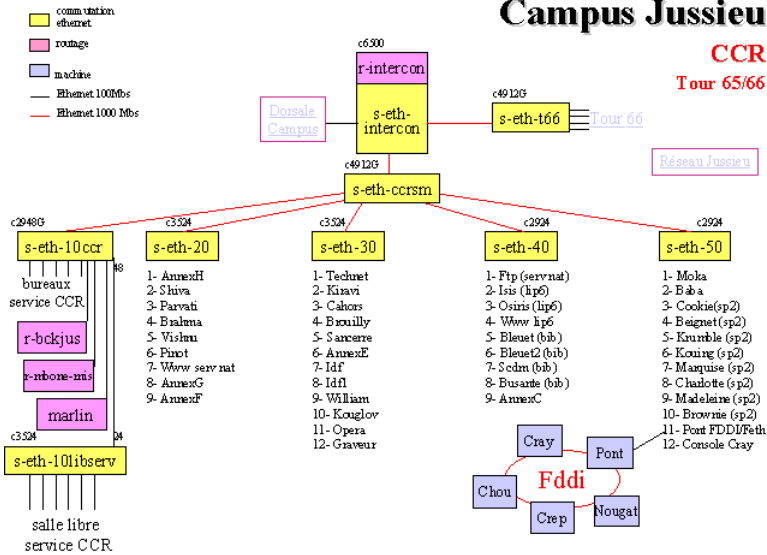 Campus Jussieu
CCR
Tour 65/66
commutation
ethernet
routage
machine
Ethernet 100Mbs
Ethernet 1000 Mbs
c6500
r-intercon
s-eth-
intercon
Dorsale
Campus
c4912G
s-eth-t66
Tour 66
Réseau Jussieu
c4912G
s-eth-ccrsm
c2948G
s-eth-10ccr
48
bureaux
service CCR
r-bckjus
r-mbone-mis
marlin
c3524
24
s-eth-10libserv
salle libre
service CCR
c3524
s-eth-20
1- AnnexH
2- Shiva
3- Parvati
4- Brahma
5- Vishnu
6- Pinot
7- Www serv nat
8- AnnexG
9- AnnexF
c3524
s-eth-30
1- Technet
2- Kiravi
3- Cahors
4- Brouilly
5- Sancerre
6- AnnexE
7- Idf
8- Idf1
9- William
10- Kouglov
11- Opera
12- Graveur
c2924
s-eth-40
1- Ftp (serv nat)
2- Isis (lip6)
3- Osiris (lip6)
4- Www lip6
5- Bleuet (bib)
6- Bleuet2 (bib)
7- Scdm (bib)
8- Busante (bib)
9- AnnexC
c2924
s-eth-50
1- Moka
2- Baba
3- Cookie(sp2)
4- Beignet (sp2)
5- Krumble (sp2)
6- Kouing (sp2)
7- Marquise (sp2)
8- Charlotte (sp2)
9- Madeleine (sp2)
10- Brownie (sp2)
11- Pont FDDI/Feth
12- Console Cray
Cray
Pont
Fddi
Chou
Crep
Nougat